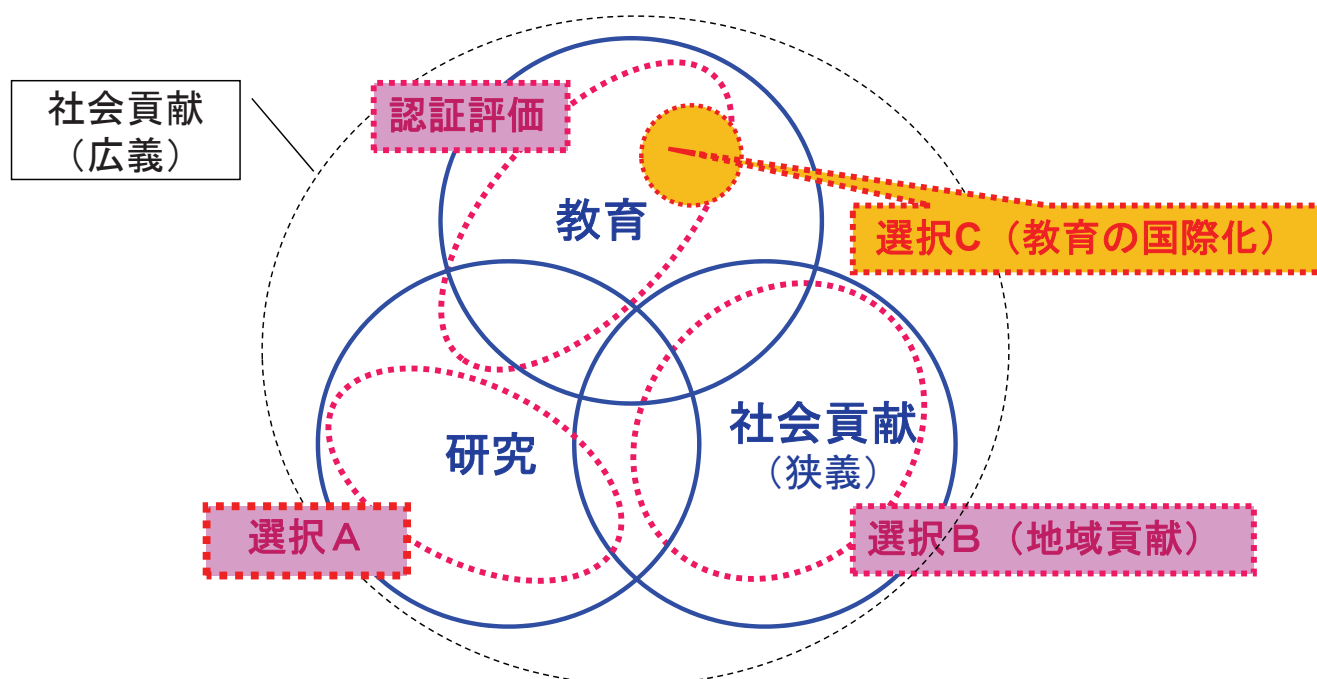 社会貢献
（広義）
認証評価
教育
選択C（教育の国際化）
社会貢献
（狭義）
研究
選択Ａ
選択Ｂ（地域貢献）